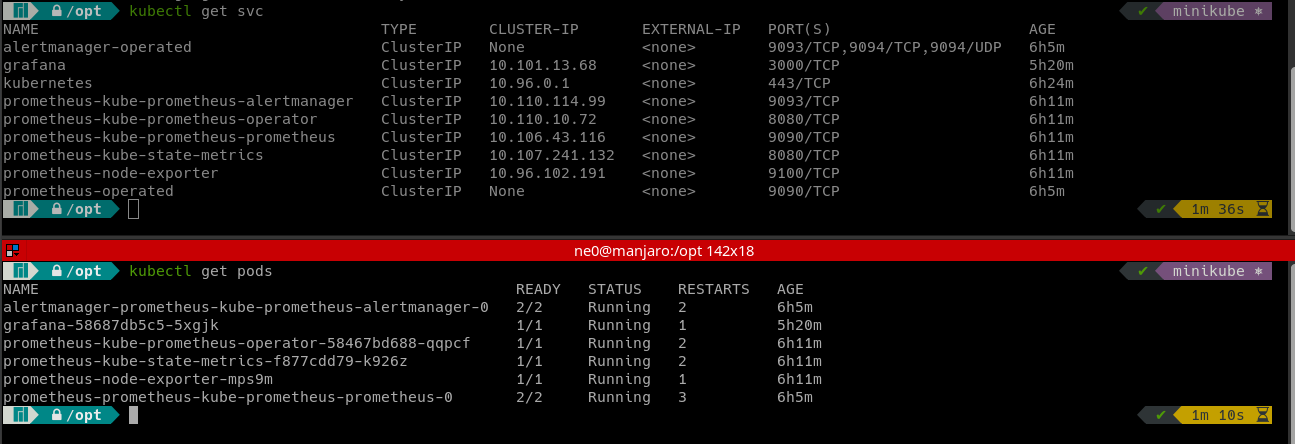 /opt kubectl get svc minikube
NAME TYPE CLUSTER-IP EXTERNAL-IP PORT(S) AGE
alertmanager-operated ClusterIP None <none> 9093/TCP,9094/TCP,9094/UDP 6h5m
grafana ClusterIP 10.101.13.68 <none> 3000/TCP 5h20m
kubernetes ClusterIP 10.96.0.1 <none> 443/TCP 6h24m
prometheus-kube-prometheus-alertmanager ClusterIP 10.110.114.99 <none> 9093/TCP 6h11m
prometheus-kube-prometheus-operator ClusterIP 10.110.10.72 <none> 8080/TCP 6h11m
prometheus-kube-prometheus-prometheus ClusterIP 10.106.43.116 <none> 9090/TCP 6h11m
prometheus-kube-state-metrics ClusterIP 10.107.241.132 <none> 8080/TCP 6h11m
prometheus-node-exporter ClusterIP 10.96.102.191 <none> 9100/TCP 6h11m
prometheus-operated ClusterIP None <none> 9090/TCP 6h5m
/opt 1m 36s
ne0@manjaro:/opt 142x18
/opt kubectl get pods minikube
NAME READY STATUS RESTARTS AGE
alertmanager-prometheus-kube-prometheus-alertmanager-0 2/2 Running 2 6h5m
grafana-58687db5c5-5xgjk 1/1 Running 1 5h20m
prometheus-kube-prometheus-operator-58467bd688-qqpcf 1/1 Running 2 6h11m
prometheus-kube-state-metrics-f877cdd79-k926z 1/1 Running 2 6h11m
prometheus-node-exporter-mps9m 1/1 Running 1 6h11m
prometheus-prometheus-kube-prometheus-prometheus-0 2/2 Running 3 6h5m
/opt 1m 10s